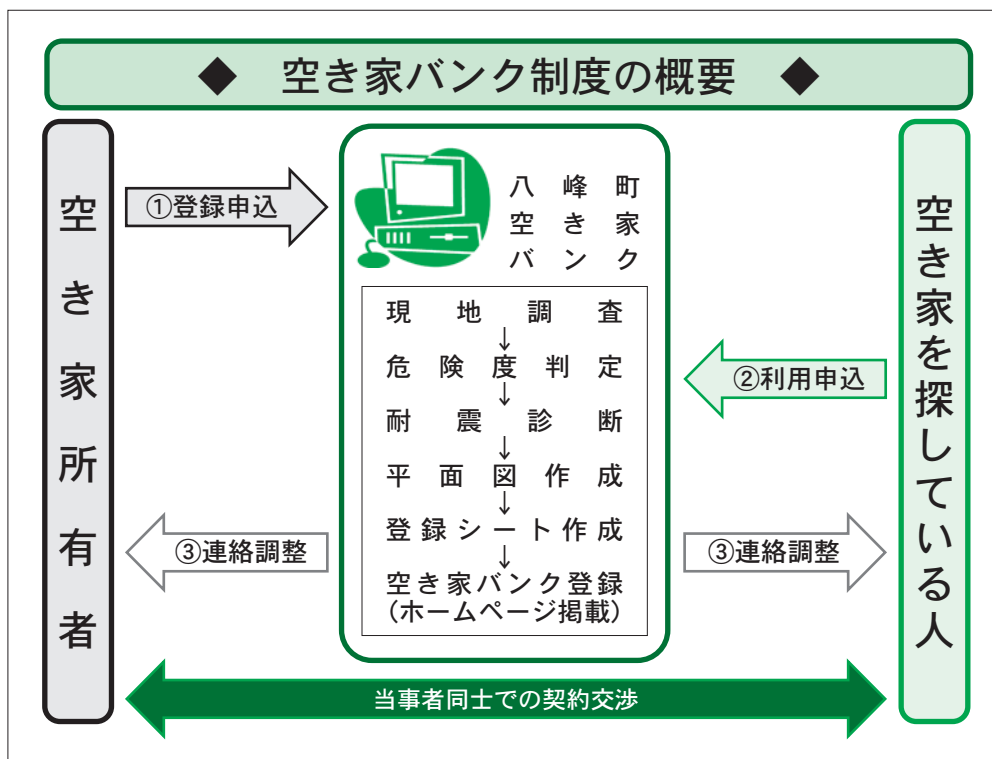 ◆ 空き家バンク制度の概要 ◆
空き家所有者
①登録申込
八峰町
空き家
バンク
現地調査
↓
危険度判定
↓
耐震診断
↓
平面図作成
↓
登録シート作成
↓
空き家バンク登録
（ホームページ掲載）
②利用申込
③連絡調整
③連絡調整
空き家を探している人
当事者同士での契約交渉